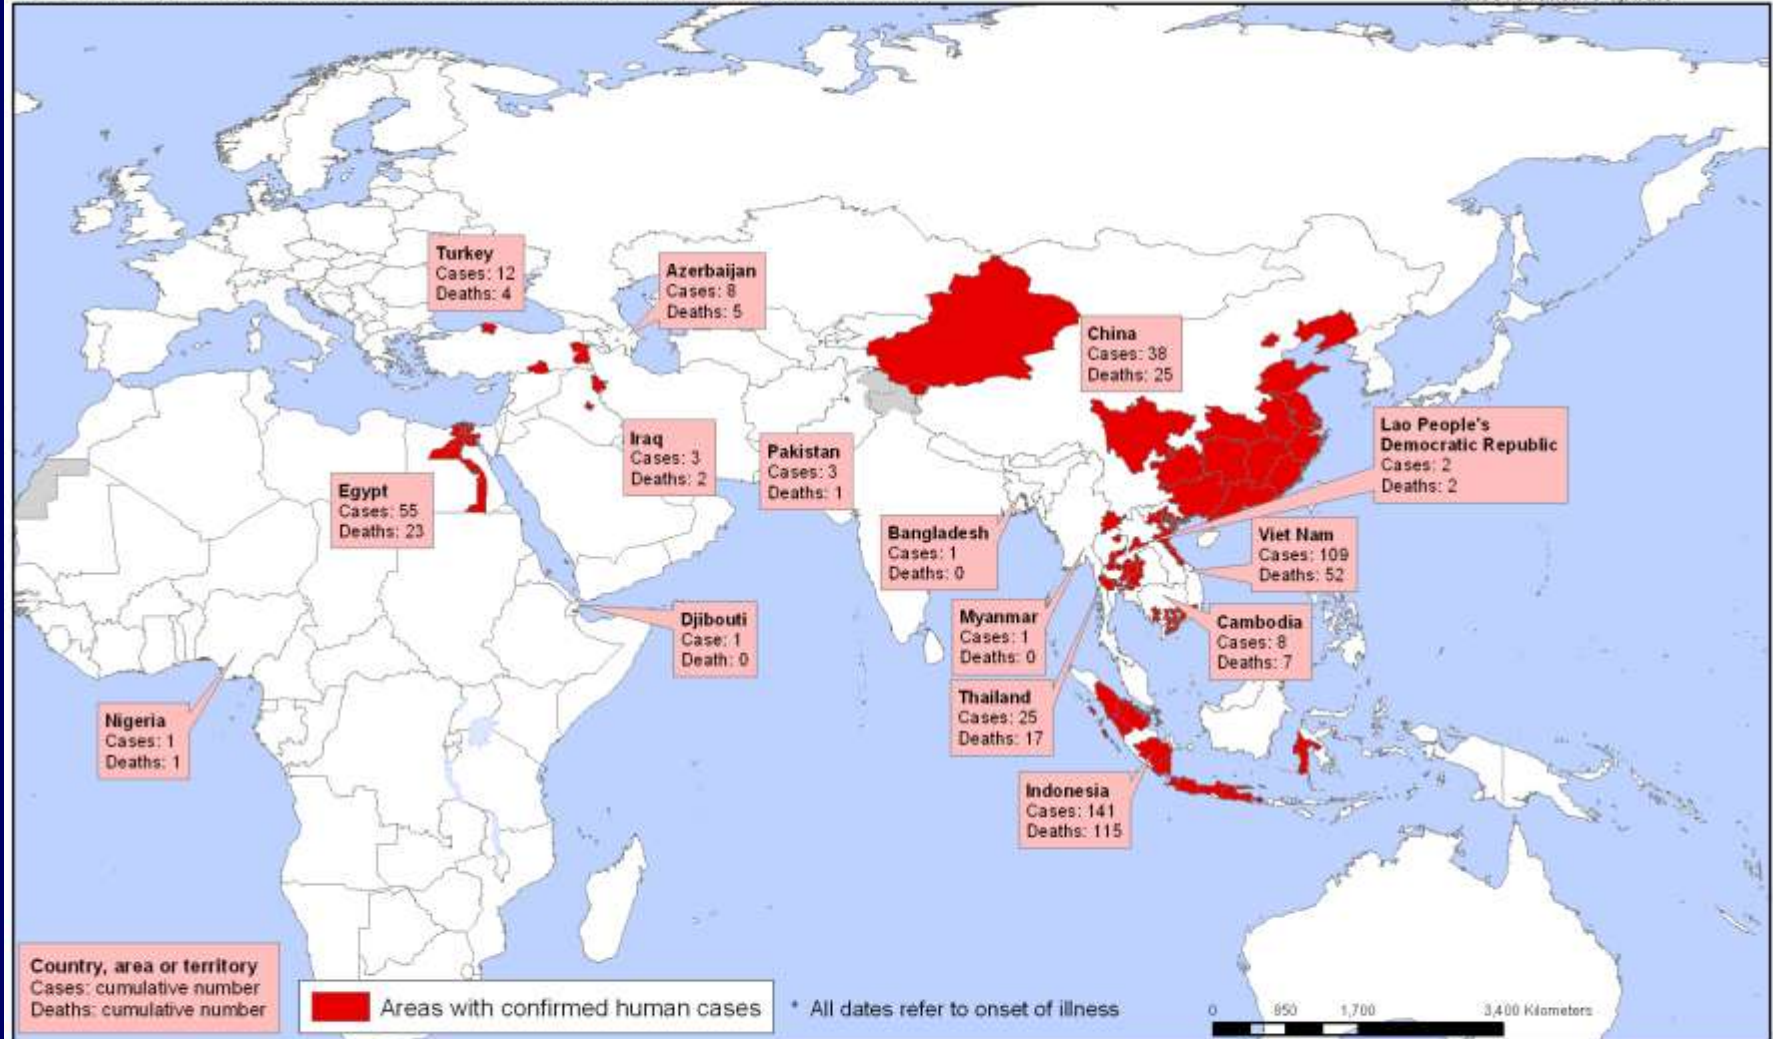 Turkey
Cases: 12
Deaths: 4
Azerbaijan
Cases: 8
Deaths: 5
China
Cases: 38
Deaths: 25
Lao People's
Democratic Republic
Cases: 2
Deaths: 2
Iraq
Cases: 3
Deaths: 2
Pakistan
Cases: 3
Deaths: 1
Egypt
Cases: 55
Deaths: 23
Bangladesh
Cases: 1
Deaths: 0
Viet Nam
Cases: 109
Deaths: 52
Djibouti
Case: 1
Death: 0
Myanmar
Cases: 1
Deaths: 0
Cambodia
Cases: 8
Deaths: 7
Thailand
Cases: 25
Deaths: 17
Nigeria
Cases: 1
Deaths: 1
Indonesia
Cases: 141
Deaths: 115
Country, area or territory
Cases: cumulative number
Deaths: cumulative number
Areas with confirmed human cases
* All dates refer to onset of illness
0 850 1,700 3,400 Kilometers